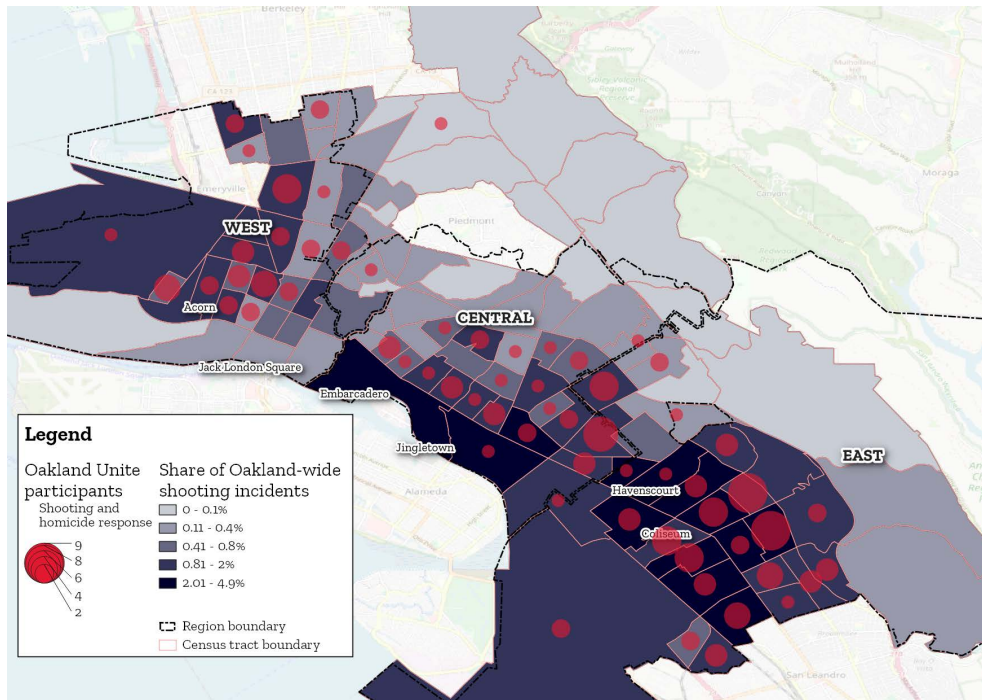 Berkeley
CA 123
Emeryville
Piedmont
Moraga
WEST
Acorn
CENTRAL
Jack London Square
Embarcadero
Jingletown
Alameda
EAST
Havenscourt
Coliseum
San Leandro
Legend
Oakland Unite
participants
Shooting and
homicide response
9
8
6
4
2
Share of Oakland-wide
shooting incidents
0 - 0.1%
0.11 - 0.4%
0.41 - 0.8%
0.81 - 2%
2.01 - 4.9%
Region boundary
Census tract boundary